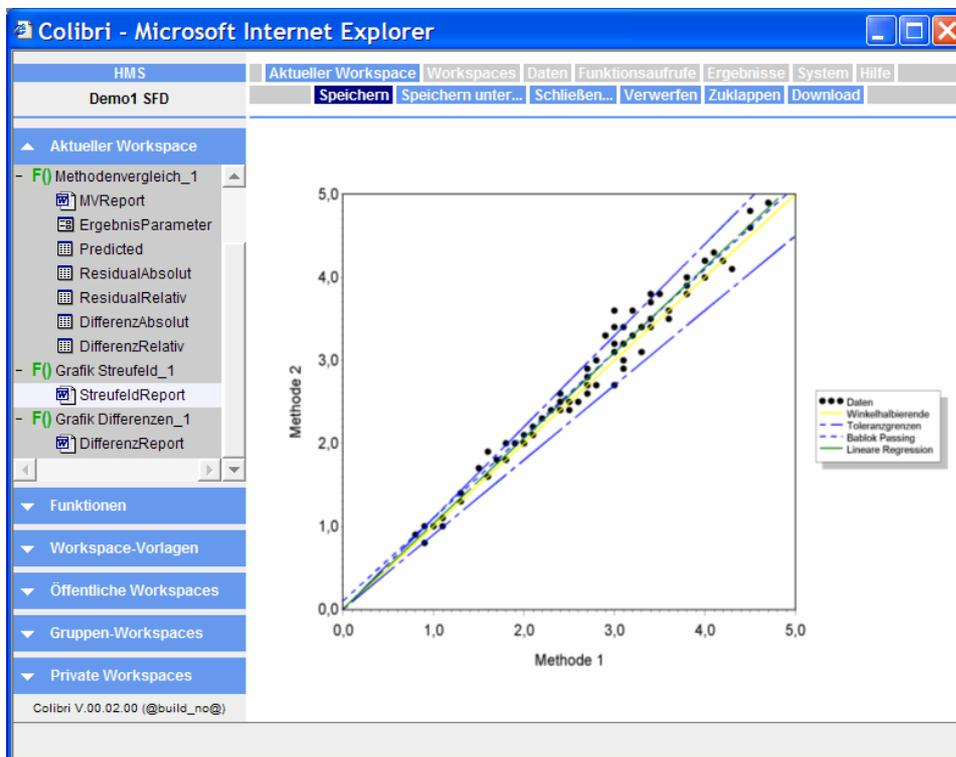 Colibri - Microsoft Internet Explorer
HMS
Demo1 SFD
Aktueller Workspace Workspaces Daten Funktionsaufrufe Ergebnisse System Hilfe
Speichern Speichern unter... Schließen... Verwerfen Zuklappen Download
Aktueller Workspace
F() Methodenvergleich_1
MVReport
ErgebnisParameter
Predicted
ResidualAbsolut
ResidualRelativ
DifferenzAbsolut
DifferenzRelativ
F() Grafik Streufeld_1
StreufeldReport
F() Grafik Differenzen_1
DifferenzReport
Funktionen
Workspace-Vorlagen
Öffentliche Workspaces
Gruppen-Workspaces
Private Workspaces
Colibri V.00.02.00 (@build_no@)
5,0
4,0
3,0
2,0
1,0
0,0
Methode 2
0,0 1,0 2,0 3,0 4,0 5,0
Methode 1
Daten
Winkelhalbierende
Toleranzgrenzen
Bablok Passing
Lineare Regression